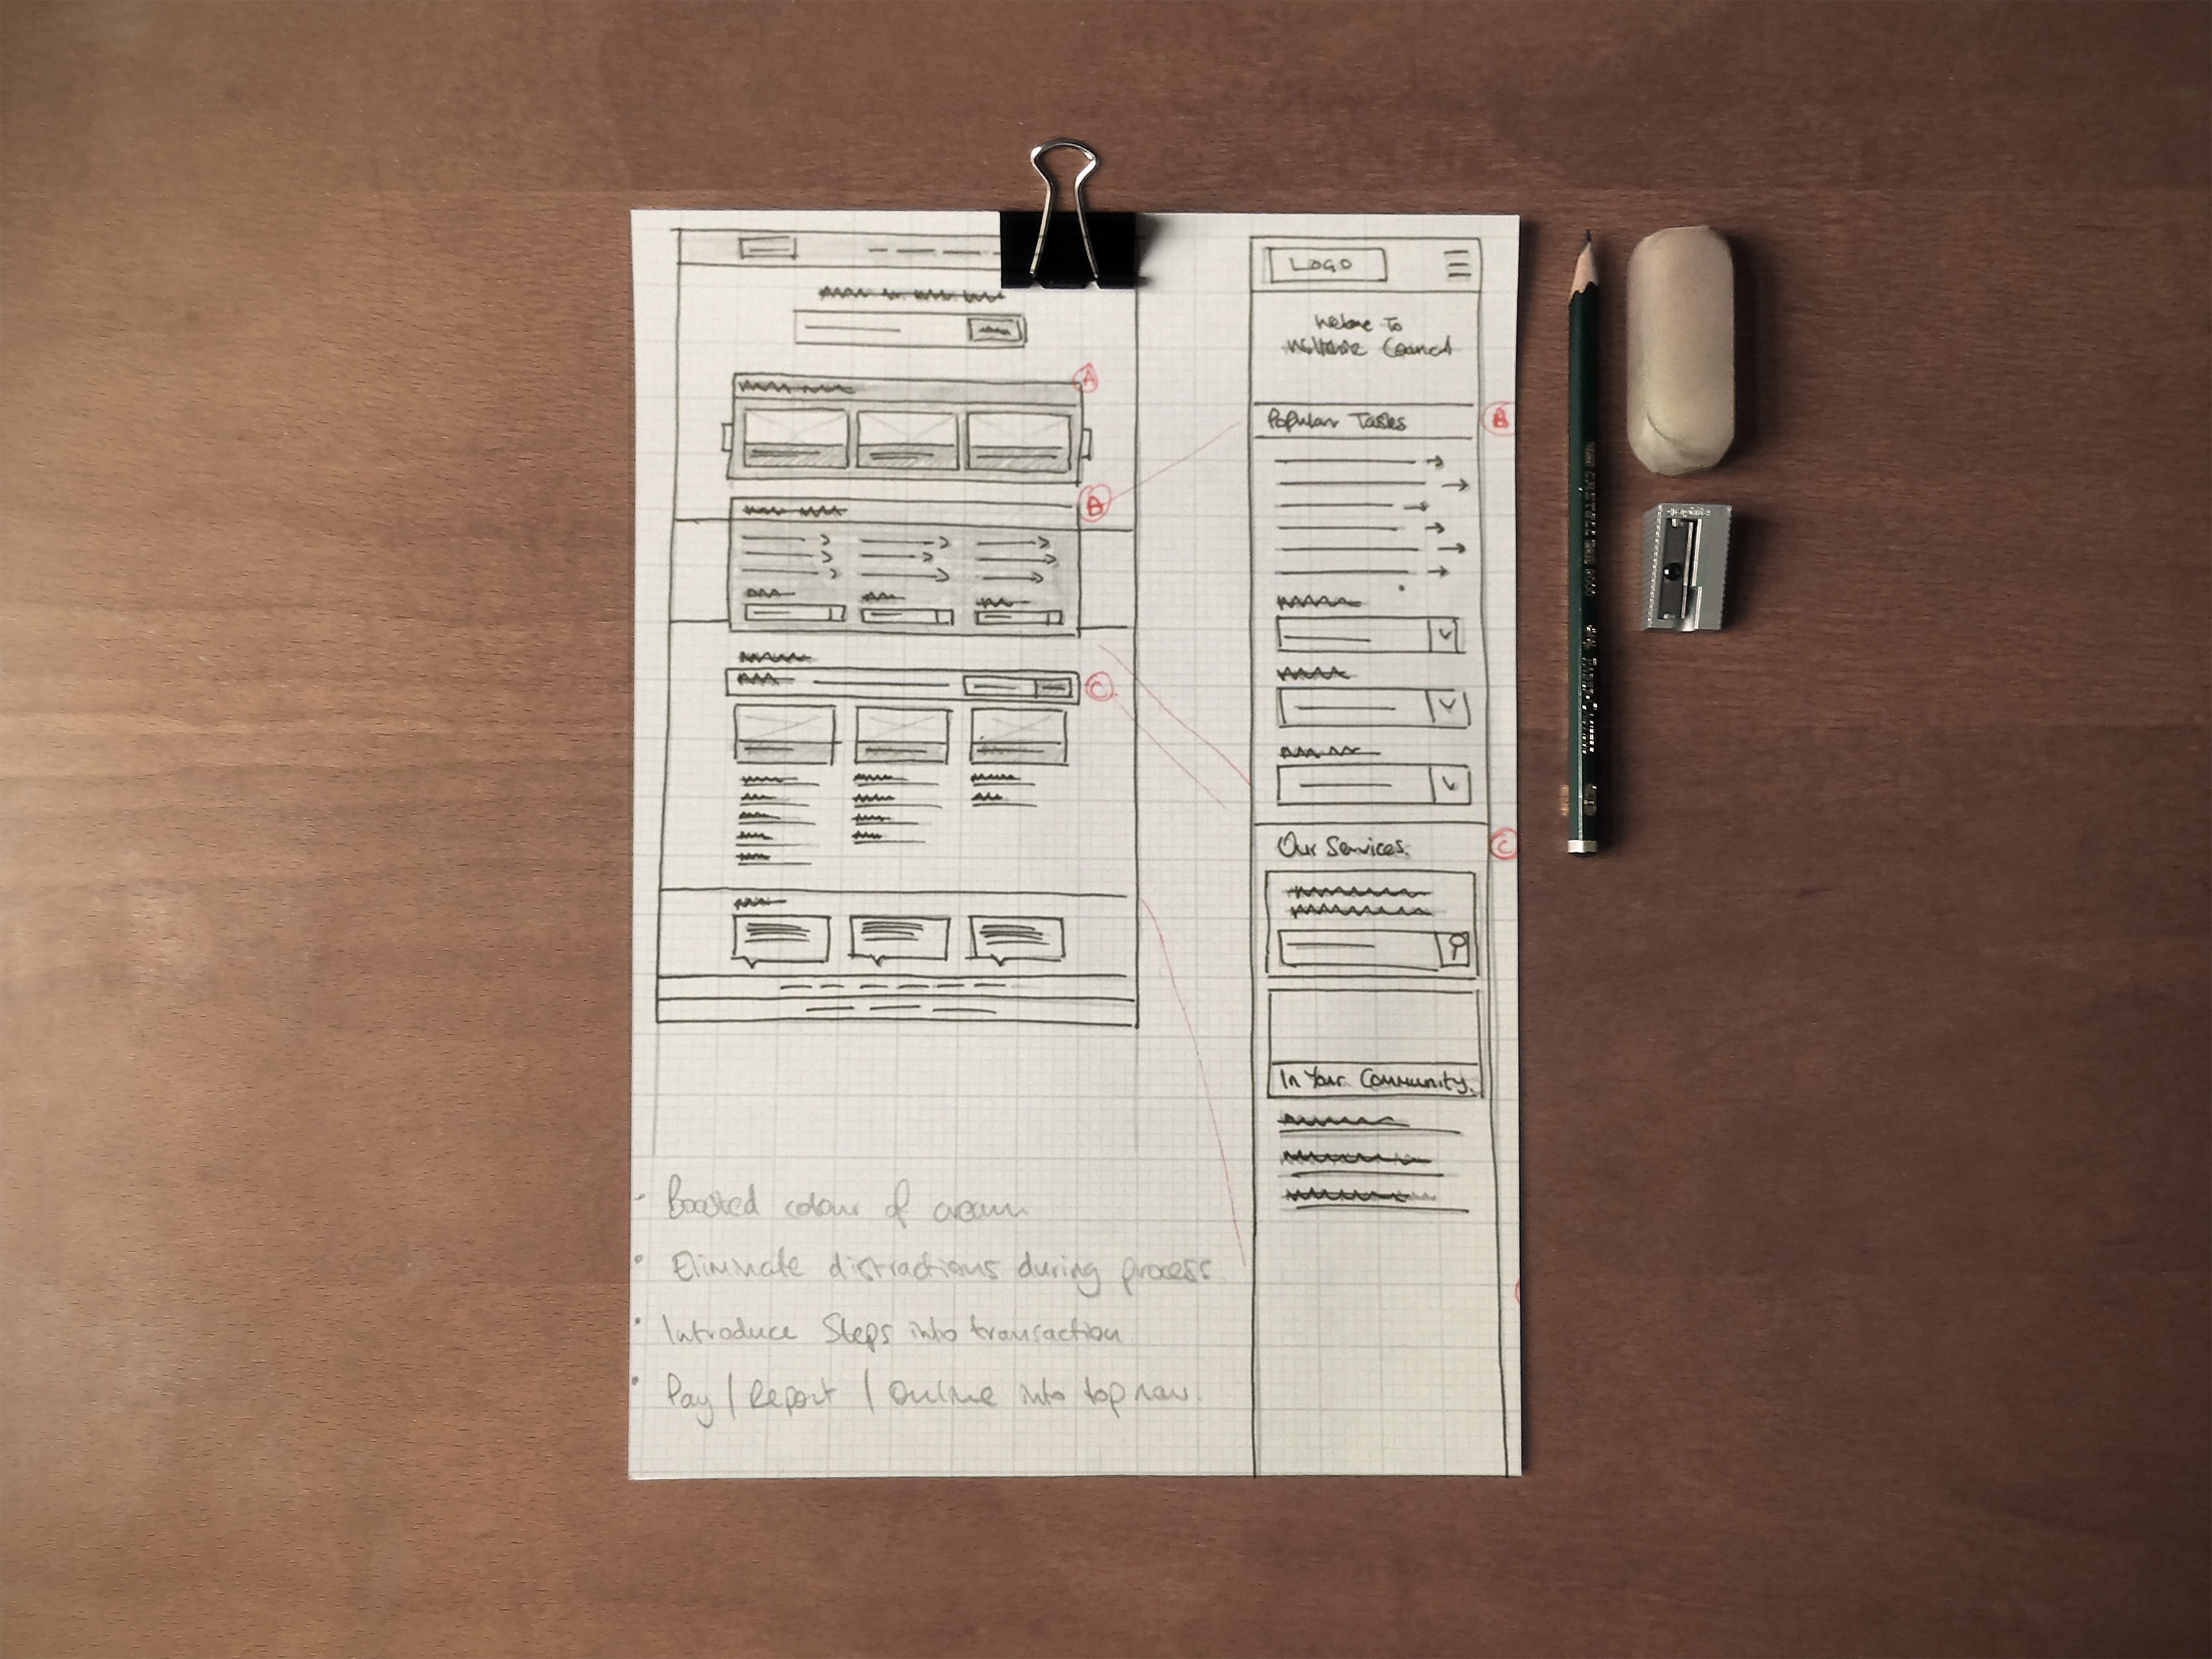 A
B
C
LOGO
Welcome To
Wiltshire Council
Popular Tasks
B
Our Services.
C
In Your Community.
• Boosted colour of cream
• Eliminate distractions during process
• Introduce Steps into transaction
• Pay / Report / Online into top nav.